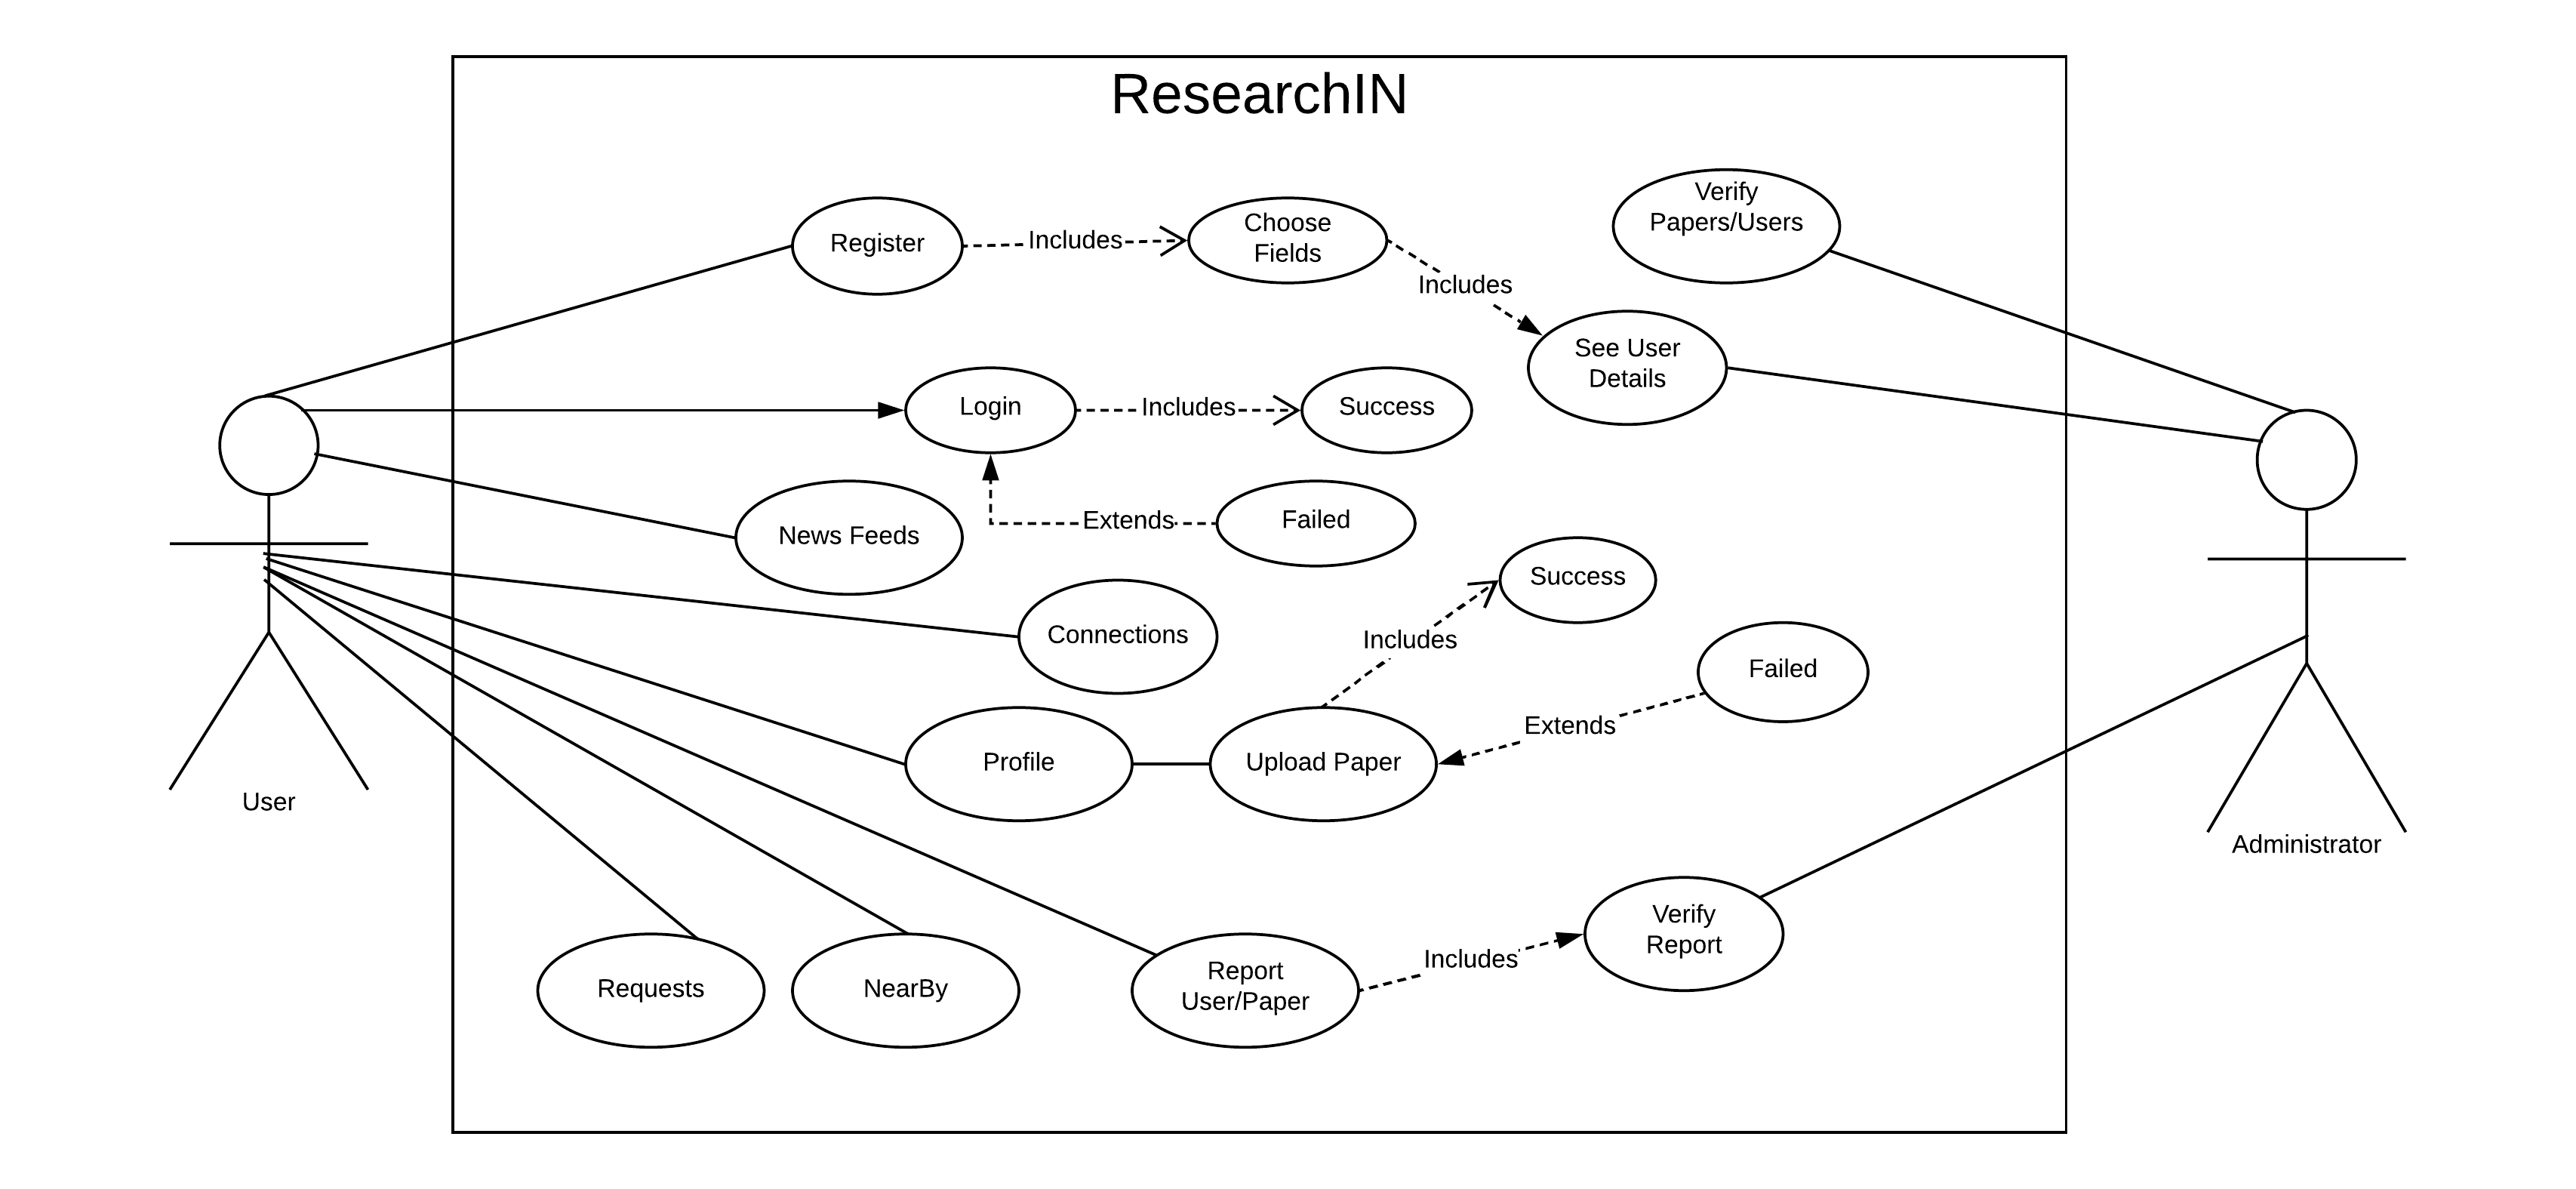 ResearchIN
Verify
Papers/Users
Register
Includes
Choose
Fields
Includes
See User
Details
Login
Includes
Success
News Feeds
Extends
Failed
Success
Connections
Includes
Failed
Extends
Profile
Upload Paper
User
Administrator
Verify
Report
Includes
Requests
NearBy
Report
User/Paper